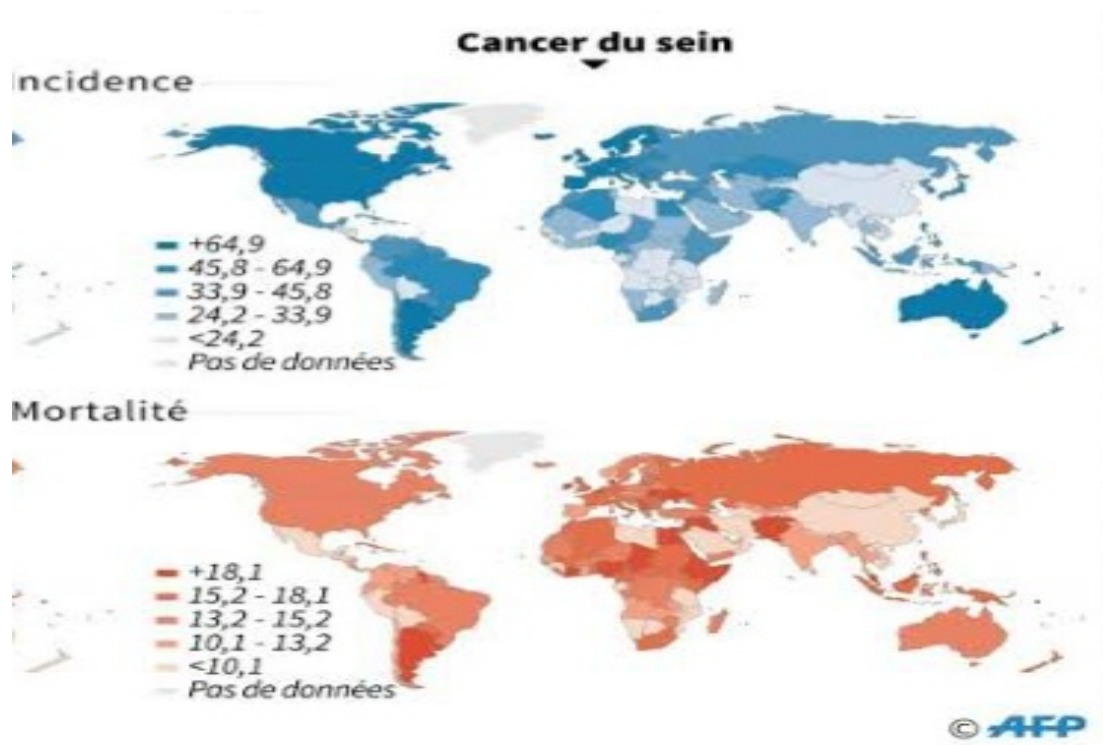 Cancer du sein
Incidence
+64,9
45,8 - 64,9
33,9 - 45,8
24,2 - 33,9
<24,2
Pas de données
Mortalité
+18,1
15,2 - 18,1
13,2 - 15,2
10,1 - 13,2
<10,1
Pas de données
© AFP